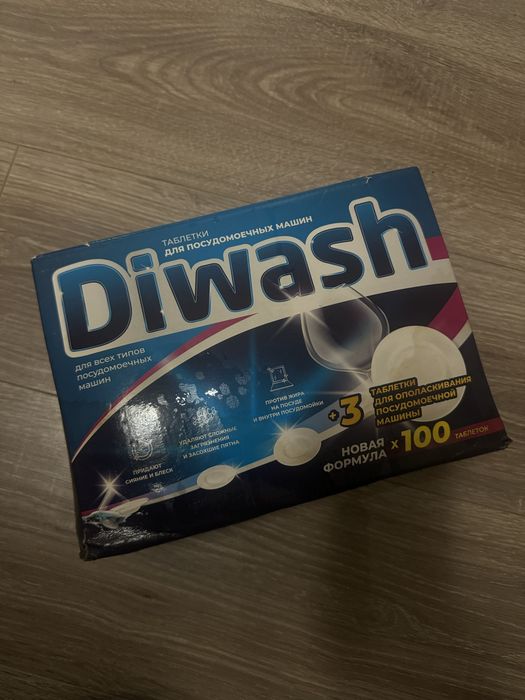 ТАБЛЕТКИ
ДЛЯ ПОСУДОМОЕЧНЫХ МАШИН
Diwash
для всех типов
посудомоечных
машин
ПРИДАЮТ
СИЯНИЕ И БЛЕСК
УДАЛЯЮТ СЛОЖНЫЕ
ЗАГРЯЗНЕНИЯ
И ЗАСОХШИЕ ПЯТНА
ПРОТИВ ЖИРА
НА ПОСУДЕ
И ВНУТРИ ПОСУДОМОЙКИ
+3
ТАБЛЕТКИ
ДЛЯ ОПОЛАСКИВАНИЯ
ПОСУДОМОЕЧНОЙ
МАШИНЫ
НОВАЯ
ФОРМУЛА
x100 ТАБЛЕТОК